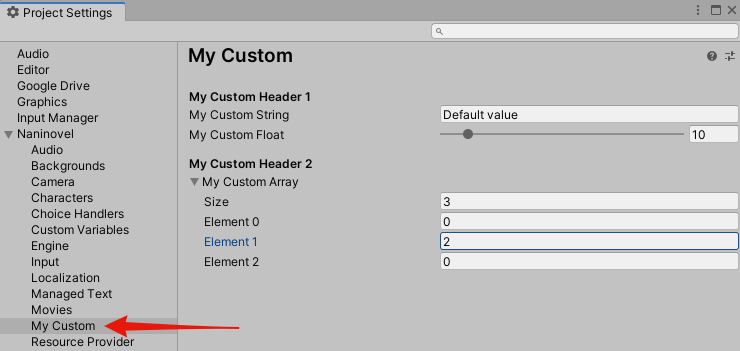 Project Settings
Audio
Editor
Google Drive
Graphics
Input Manager
Naninovel
Audio
Backgrounds
Camera
Characters
Choice Handlers
Custom Variables
Engine
Input
Localization
Managed Text
Movies
My Custom
Resource Provider
My Custom
My Custom Header 1
My Custom String Default value
My Custom Float 10
My Custom Header 2
My Custom Array
Size 3
Element 0 0
Element 1 2
Element 2 0